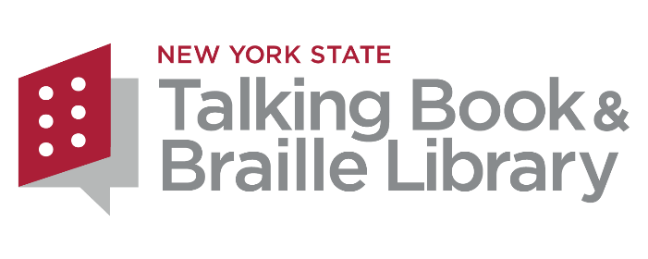 NEW YORK STATE
Talking Book &
Braille Library